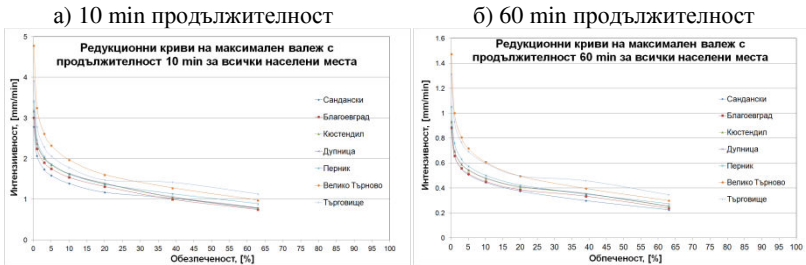 а) 10 min продължителност
Редукционни криви на максимален валеж с
продължителност 10 min за всички населени места
Интензивност, [mm/min]
5
4
3
2
1
0
0 5 10 15 20 25 30 35 40 45 50 55 60 65 70 75 80 85 90 95 100
Обезпеченост, [%]
Сандански
Благоевград
Кюстендил
Дупница
Перник
Велико Търново
Търговище
б) 60 min продължителност
Редукционни криви на максимален валеж с
продължителност 60 min за всички населени места
Интензивност, [mm/min]
1.6
1.4
1.2
1
0.8
0.6
0.4
0.2
0
0 5 10 15 20 25 30 35 40 45 50 55 60 65 70 75 80 85 90 95 100
Обпеченост, [%]
Сандански
Благоевград
Кюстендил
Дупница
Перник
Велико Търново
Търговище